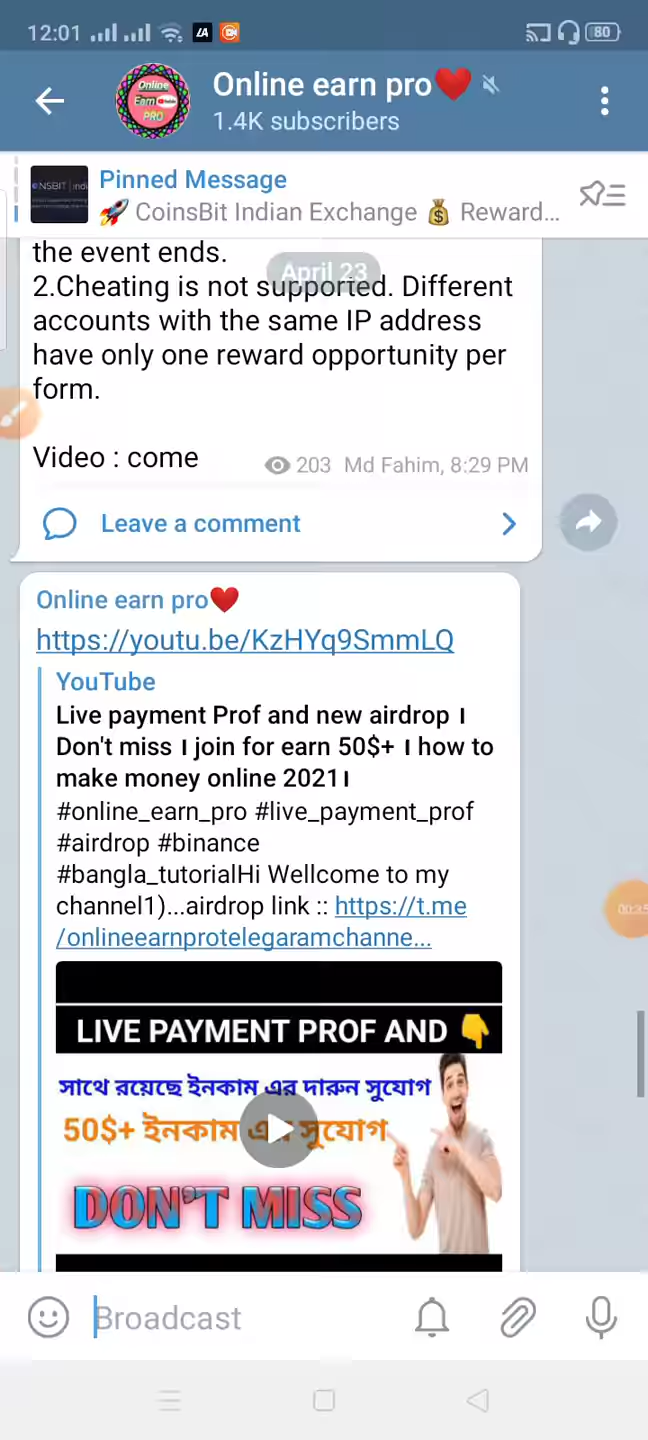 12:01
LA
80
Online earn pro❤️
1.4K subscribers
Online
Earn
PRO
Pinned Message
🚀 CoinsBit Indian Exchange 💰 Reward...
the event ends.
April 23
2.Cheating is not supported. Different
accounts with the same IP address
have only one reward opportunity per
form.
Video : come
203 Md Fahim, 8:29 PM
Leave a comment
Online earn pro❤️
https://youtu.be/KzHYq9SmmLQ
YouTube
Live payment Prof and new airdrop ।
Don't miss । join for earn 50$+ । how to
make money online 2021।
#online_earn_pro #live_payment_prof
#airdrop #binance
#bangla_tutorialHi Wellcome to my
channel1)...airdrop link :: https://t.me
/onlineearnprotelegaramchanne...
LIVE PAYMENT PROF AND 👇
সাথে রয়েছে ইনকাম এর দারুন সুযোগ
50$+ ইনকাম এর সুযোগ
DON'T MISS
Broadcast